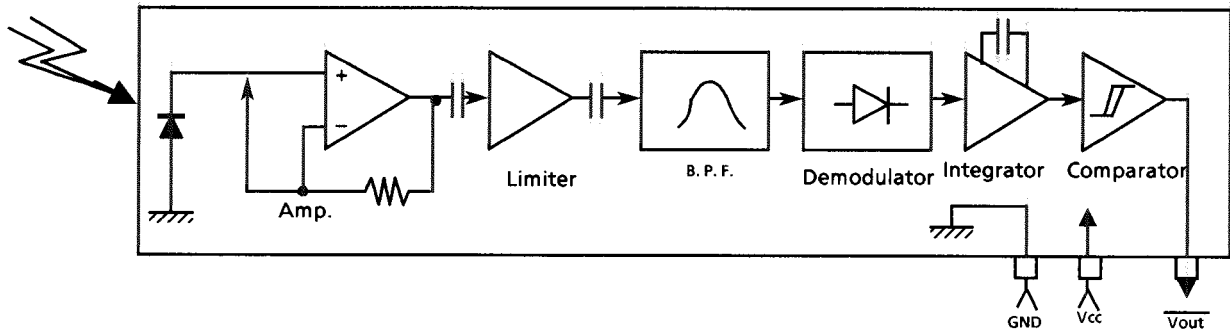 +
−
Amp.
Limiter
B. P. F.
Demodulator
Integrator
Comparator
GND
Vcc
Vout